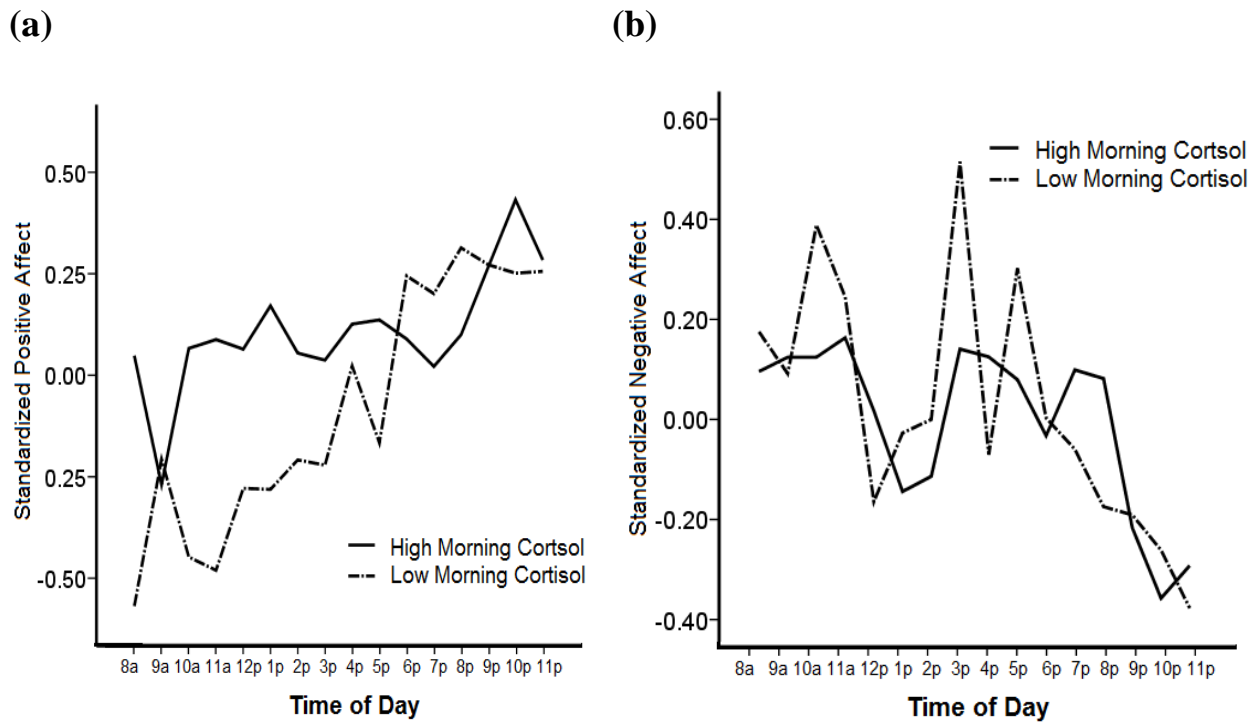 (a)
0.50
0.25
0.00
0.25
-0.50
Standardized Positive Affect
High Morning Cortsol
Low Morning Cortisol
8a 9a 10a 11a 12p 1p 2p 3p 4p 5p 6p 7p 8p 9p 10p 11p
Time of Day
(b)
0.60
0.40
0.20
0.00
-0.20
-0.40
Standardized Negative Affect
High Morning Cortsol
Low Morning Cortisol
8a 9a 10a 11a 12p 1p 2p 3p 4p 5p 6p 7p 8p 9p 10p 11p
Time of Day